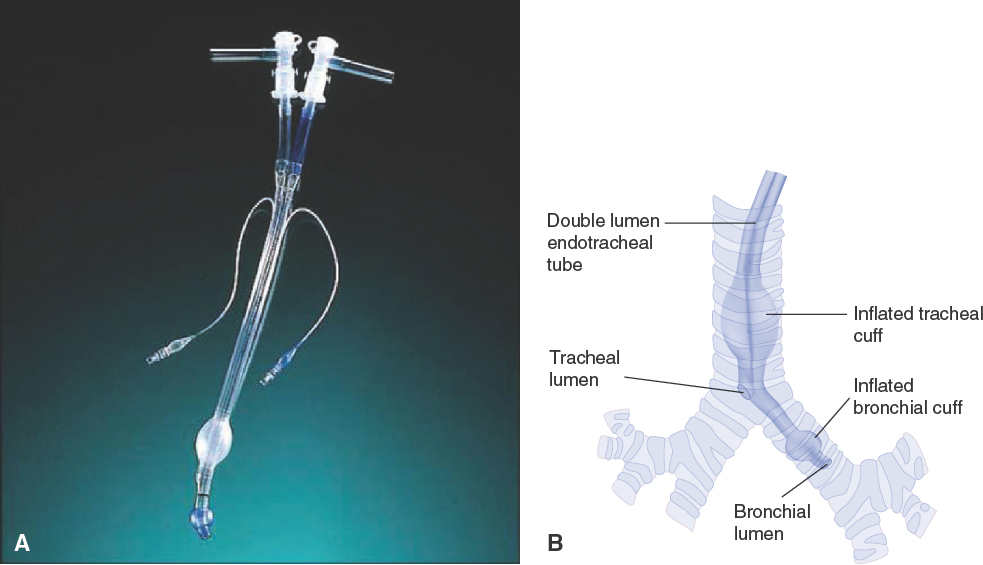 A
Double lumen
endotracheal
tube
Inflated tracheal
cuff
Tracheal
lumen
Inflated
bronchial cuff
Bronchial
lumen
B